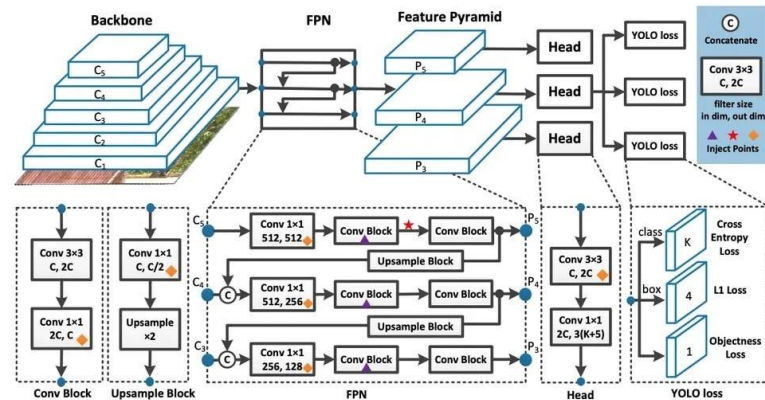 Backbone
FPN
Feature Pyramid
C5
C4
C3
C2
C1
P5
P4
P3
Head
Head
Head
YOLO loss
YOLO loss
YOLO loss
C
Concatenate
Conv 3×3
C, 2C
filter size
in dim, out dim
Inject Points
Conv 3×3
C, 2C
Conv 1×1
2C, C
Conv Block
Conv 1×1
C, C/2
Upsample
×2
Upsample Block
C5
Conv 1×1
512, 512
Conv Block
Conv Block
P5
Upsample Block
C4
C
Conv 1×1
512, 256
Conv Block
Conv Block
P4
Upsample Block
C3
C
Conv 1×1
256, 128
Conv Block
Conv Block
P3
FPN
Conv 3×3
C, 2C
Conv 1×1
2C, 3(K+5)
Head
class
K
Cross
Entropy
Loss
box
4
L1 Loss
1
Objectness
Loss
YOLO loss